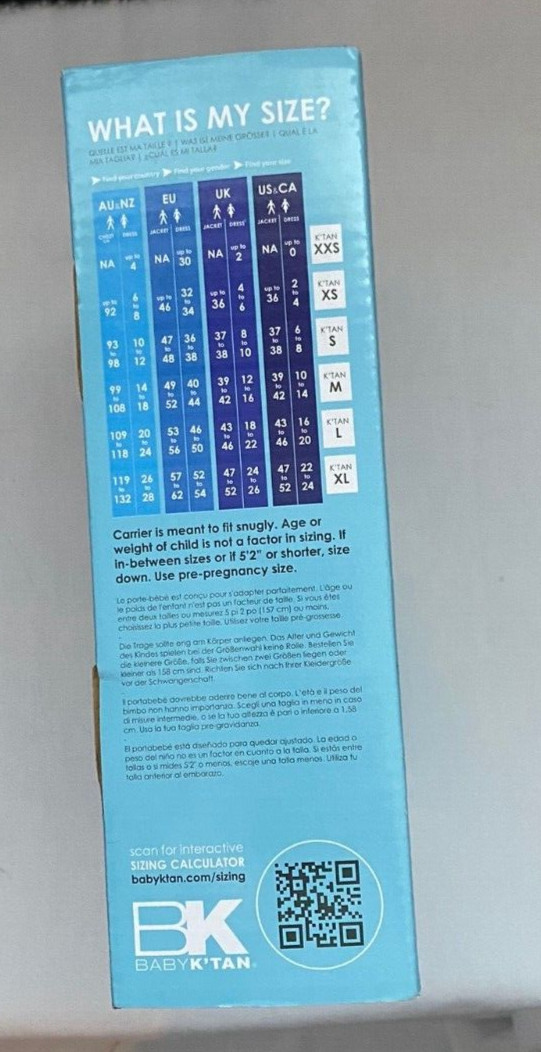 WHAT IS MY SIZE?
QUELLE EST MA TAILLE ? | WAS IST MEINE GRÖSSE? | QUAL È LA
MIA TAGLIA? | ¿CUÁL ES MI TALLA?
Find your country Find your gender Find your size
AU&NZ EU UK US&CA
CHEST CM DRESS JACKET DRESS JACKET DRESS JACKET DRESS
NA up to 4 NA up to 30 NA up to 2 NA up to 0 K'TAN XXS
up to 92 6 to 8 up to 46 32 to 34 up to 36 4 to 6 up to 36 2 to 4 K'TAN XS
93 to 98 10 to 12 47 to 48 36 to 38 37 to 38 8 to 10 37 to 38 6 to 8 K'TAN S
99 to 108 14 to 18 49 to 52 40 to 44 39 to 42 12 to 16 39 to 42 10 to 14 K'TAN M
109 to 118 20 to 24 53 to 56 46 to 50 43 to 46 18 to 22 43 to 46 16 to 20 K'TAN L
119 to 132 26 to 28 57 to 62 52 to 54 47 to 52 24 to 26 47 to 52 22 to 24 K'TAN XL
Carrier is meant to fit snugly. Age or
weight of child is not a factor in sizing. If
in-between sizes or if 5'2" or shorter, size
down. Use pre-pregnancy size.
Le porte-bébé est conçu pour s'adapter parfaitement. L'âge ou
le poids de l'enfant n'est pas un facteur de taille. Si vous êtes
entre deux tailles ou mesurez 5 pi 2 po (157 cm) ou moins,
choisissez la plus petite taille. Utilisez votre taille pré-grossesse.
Die Trage sollte eng am Körper anliegen. Das Alter und Gewicht
des Kindes spielen bei der Größenwahl keine Rolle. Bestellen Sie
die kleinere Größe, falls Sie zwischen zwei Größen liegen oder
kleiner als 158 cm sind. Richten Sie sich nach Ihrer Kleidergröße
vor der Schwangerschaft.
Il portabebé dovrebbe aderire bene al corpo. L'età e il peso del
bimbo non hanno importanza. Scegli una taglia in meno in caso
di misure intermedie, o se la tua altezza è pari o inferiore a 1,58
cm. Usa la tua taglia pre-gravidanza.
El portabebé está diseñado para quedar ajustado. La edad o
peso del niño no es un factor en cuanto a la talla. Si estás entre
tallas o si mides 5'2" o menos, escoje una talla menos. Utiliza tu
talla anterior al embarazo.
scan for interactive
SIZING CALCULATOR
babyktan.com/sizing
BK
BABY K'TAN®